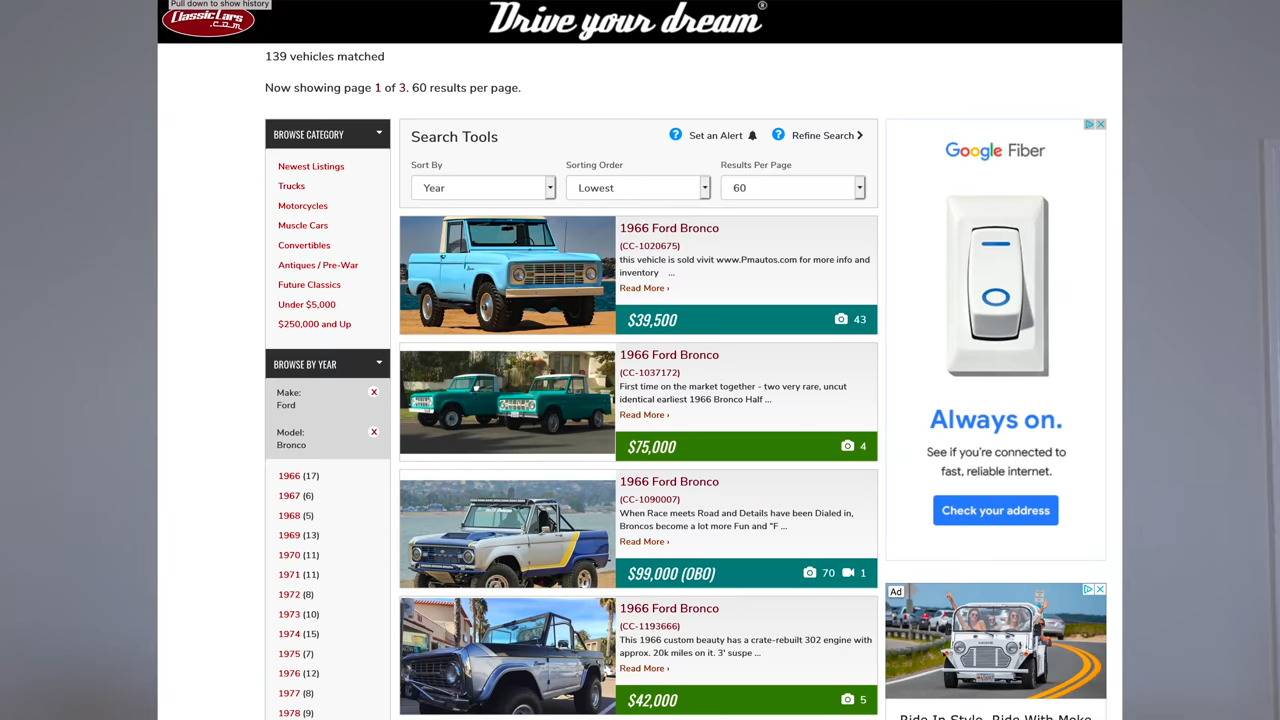 Pull down to show history
ClassicCars
.com
Drive your dream®
139 vehicles matched
Now showing page 1 of 3. 60 results per page.
BROWSE CATEGORY
Newest Listings
Trucks
Motorcycles
Muscle Cars
Convertibles
Antiques / Pre-War
Future Classics
Under $5,000
$250,000 and Up
BROWSE BY YEAR
Make:
Ford
X
Model:
Bronco
X
1966 (17)
1967 (6)
1968 (5)
1969 (13)
1970 (11)
1971 (11)
1972 (8)
1973 (10)
1974 (15)
1975 (7)
1976 (12)
1977 (8)
1978 (9)
Search Tools
? Set an Alert
? Refine Search
Sort By
Year
Sorting Order
Lowest
Results Per Page
60
1966 Ford Bronco
(CC-1020675)
this vehicle is sold vivit www.Pmautos.com for more info and
inventory ...
Read More ›
$39,500
43
1966 Ford Bronco
(CC-1037172)
First time on the market together - two very rare, uncut
identical earliest 1966 Bronco Half ...
Read More ›
$75,000
4
1966 Ford Bronco
(CC-1090007)
When Race meets Road and Details have been Dialed in,
Broncos become a lot more Fun and "F ...
Read More ›
$99,000 (OBO)
70
1
1966 Ford Bronco
(CC-1193666)
This 1966 custom beauty has a crate-rebuilt 302 engine with
approx. 20k miles on it. 3' suspe ...
Read More ›
$42,000
5
Google Fiber
Always on.
See if you're connected to
fast, reliable internet.
Check your address
Ad
Ride In Style, Ride With Moke